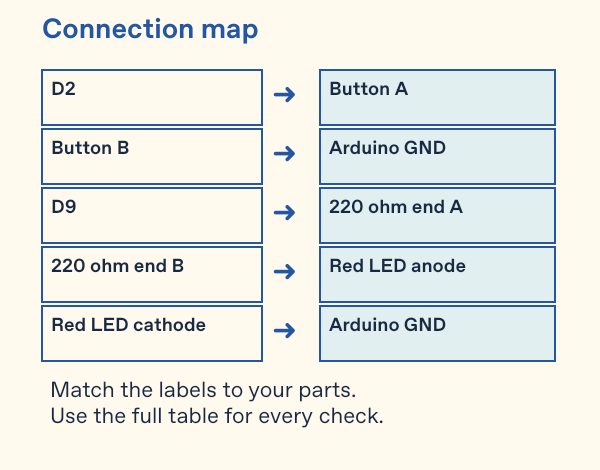 Connection map
D2 → Button A
Button B → Arduino GND
D9 → 220 ohm end A
220 ohm end B → Red LED anode
Red LED cathode → Arduino GND
Match the labels to your parts.
Use the full table for every check.